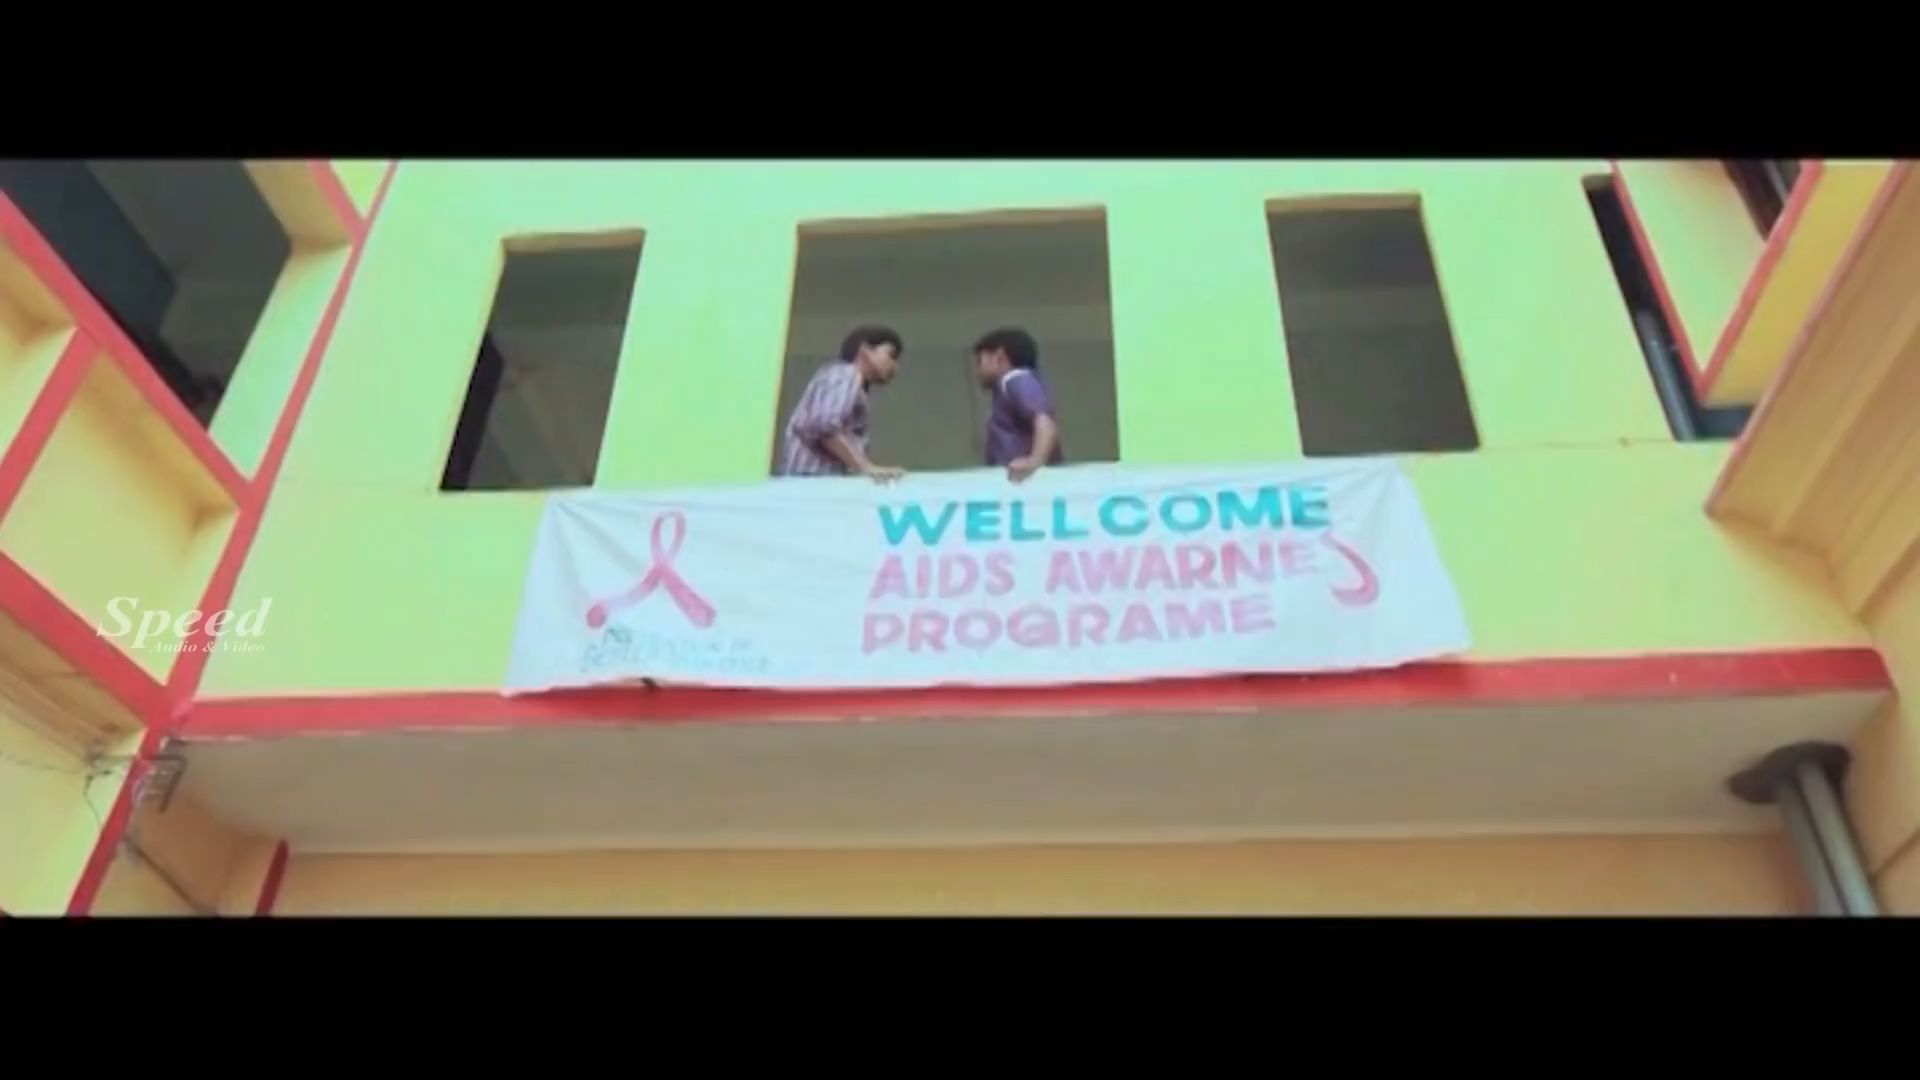 WELLCOME
AIDS AWARNES
PROGRAME
Speed
Audio & Video